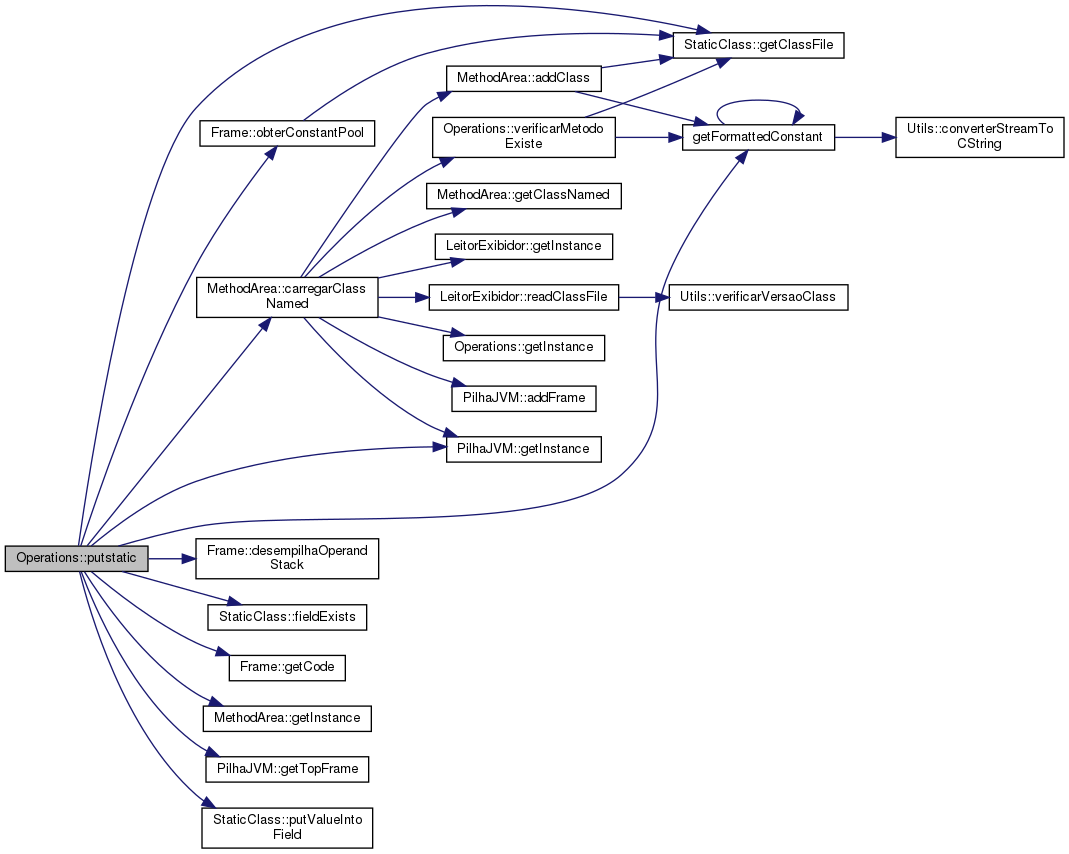 StaticClass::getClassFile
MethodArea::addClass
Frame::obterConstantPool
Operations::verificarMetodo
Existe
getFormattedConstant
Utils::converterStreamTo
CString
MethodArea::getClassNamed
LeitorExibidor::getInstance
MethodArea::carregarClass
Named
LeitorExibidor::readClassFile
Utils::verificarVersaoClass
Operations::getInstance
PilhaJVM::addFrame
PilhaJVM::getInstance
Operations::putstatic
Frame::desempilhaOperand
Stack
StaticClass::fieldExists
Frame::getCode
MethodArea::getInstance
PilhaJVM::getTopFrame
StaticClass::putValueInto
Field